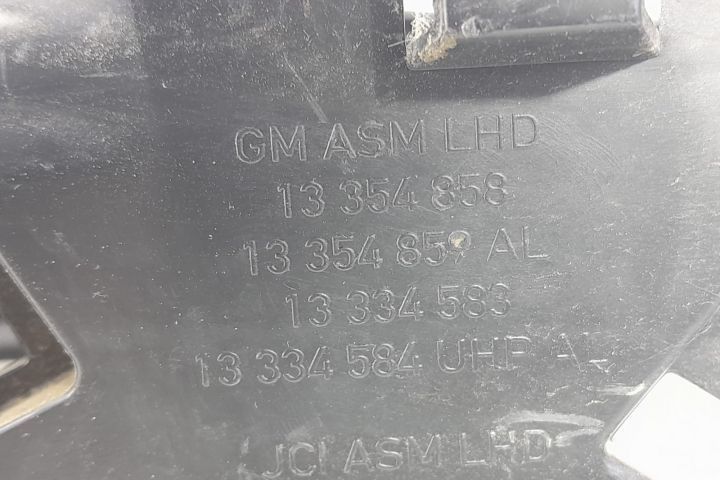 GM ASM LHD
13 354 858
13 354 859 AL
13 334 583
13 334 584 UHP AL
JCI ASM LHD